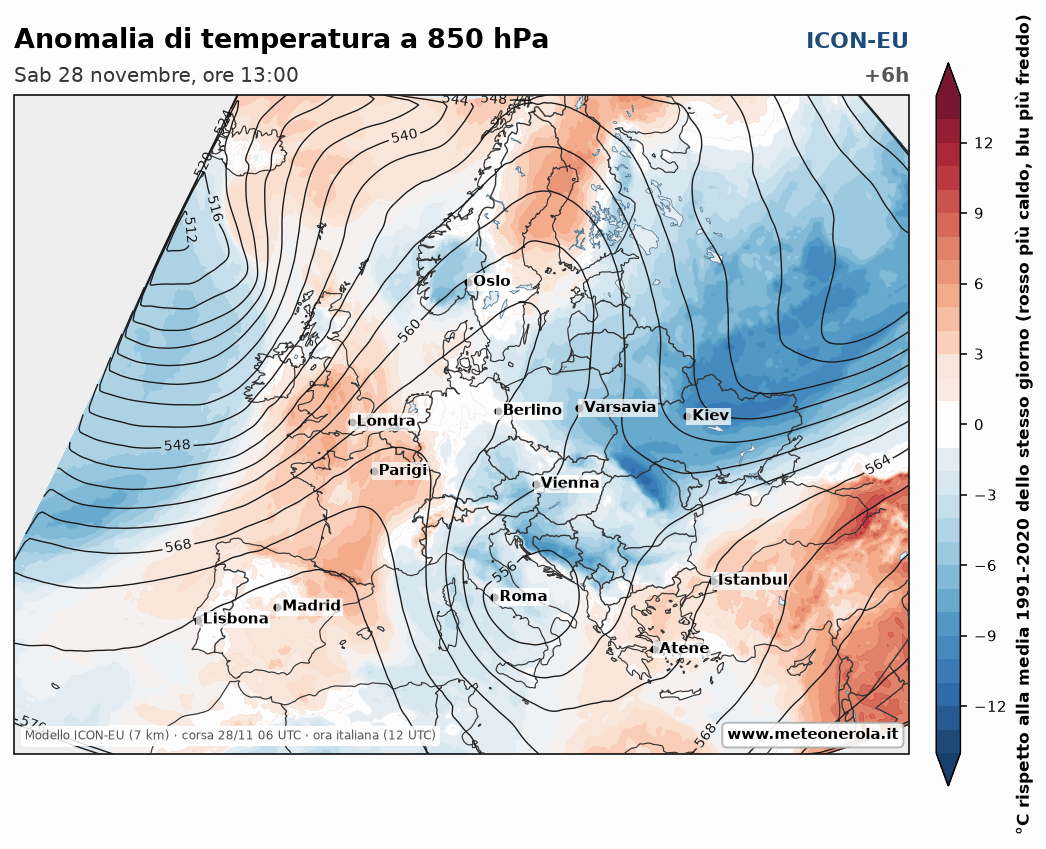 Anomalia di temperatura a 850 hPa
ICON-EU
Sab 28 novembre, ore 13:00
+6h
544
548
524
540
520
516
512
560
548
564
568
556
568
576
Oslo
Berlino
Varsavia
Kiev
Londra
Parigi
Vienna
Istanbul
Roma
Madrid
Lisbona
Atene
Modello ICON-EU (7 km) · corsa 28/11 06 UTC · ora italiana (12 UTC)
www.meteonerola.it
12
9
6
3
0
−3
−6
−9
−12
°C rispetto alla media 1991-2020 dello stesso giorno (rosso più caldo, blu più freddo)